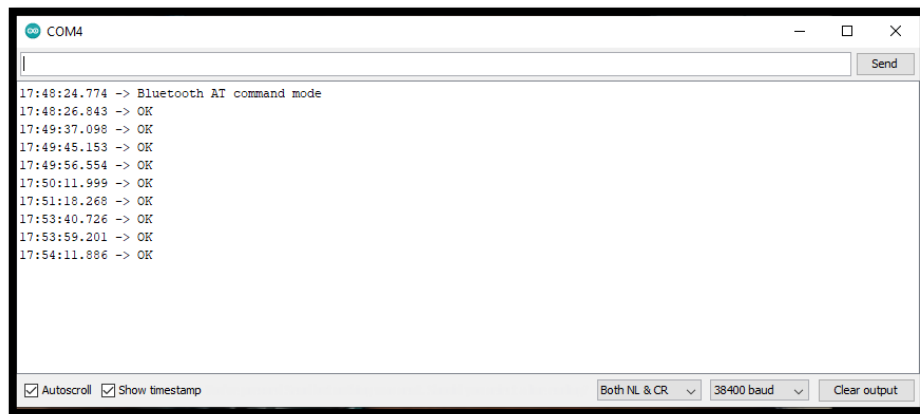 COM4
Send
17:48:24.774 -> Bluetooth AT command mode
17:48:26.843 -> OK
17:49:37.098 -> OK
17:49:45.153 -> OK
17:49:56.554 -> OK
17:50:11.999 -> OK
17:51:18.268 -> OK
17:53:40.726 -> OK
17:53:59.201 -> OK
17:54:11.886 -> OK
Autoscroll Show timestamp Both NL & CR 38400 baud Clear output